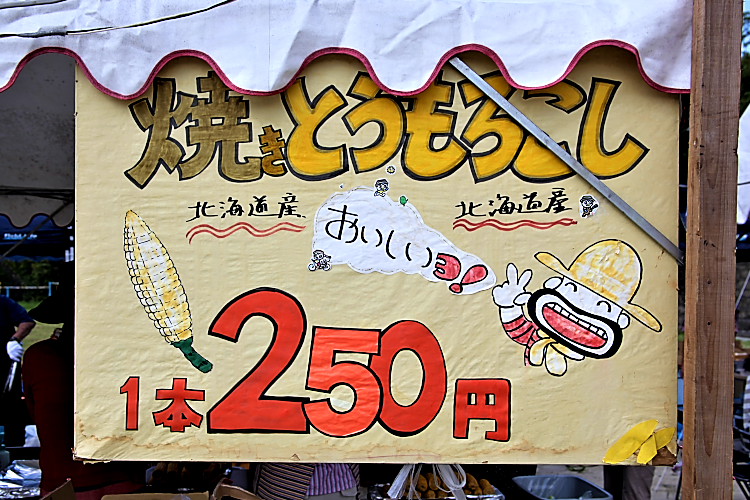 焼きとうもろこし
北海道産
北海道産
おいしいヨ!
1本250円